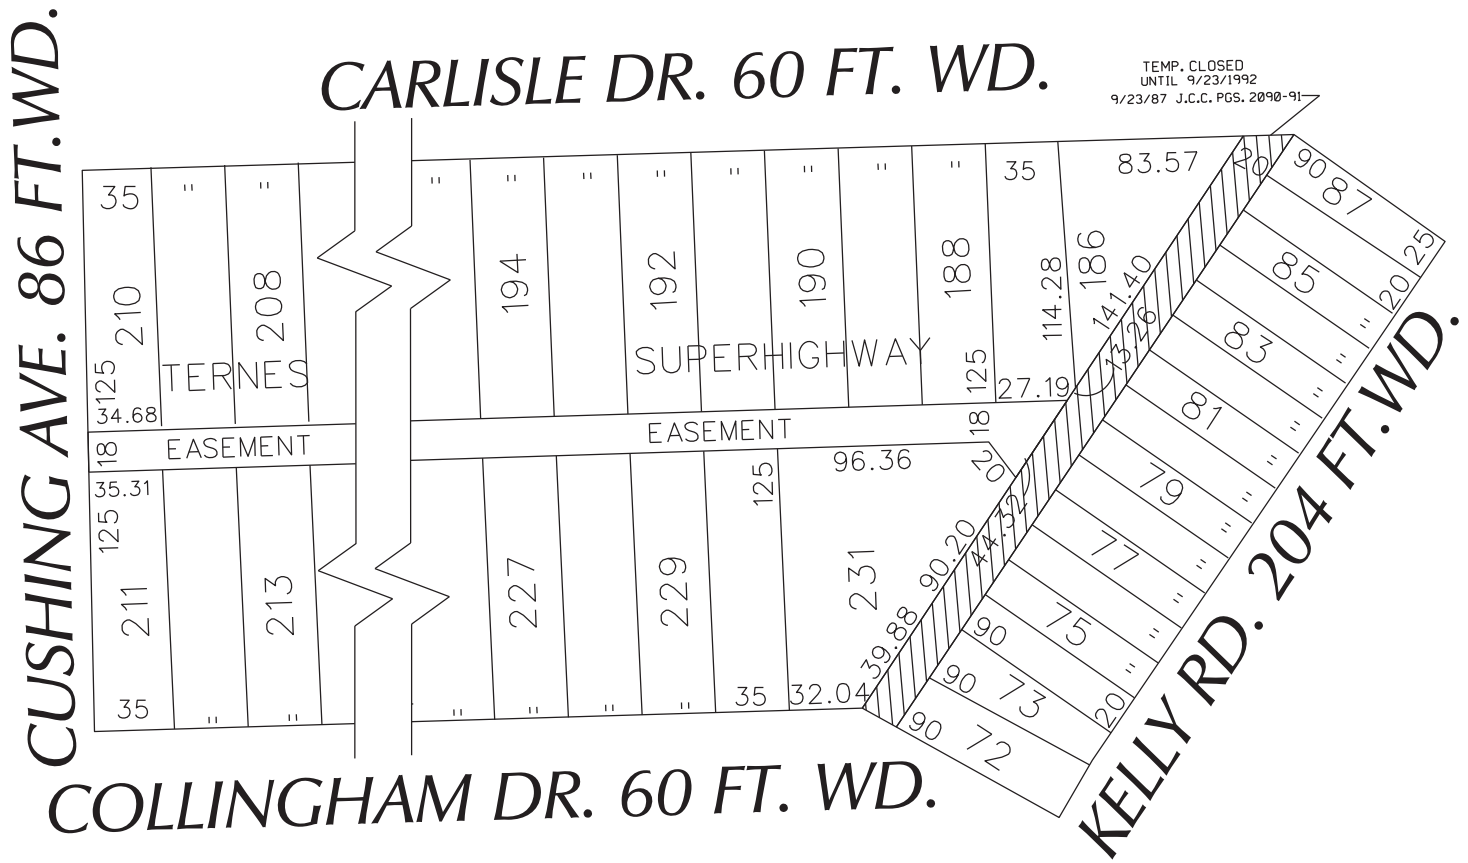 CARLISLE DR. 60 FT. WD.
TEMP. CLOSED
UNTIL 9/23/1992
9/23/87 J.C.C. PGS. 2090-91
CUSHING AVE. 86 FT.WD.
35 " " " " " " " " " 35 83.57 20 90 87
25
210 208 194 192 190 188 114.28 186 141.40 85 20
125 TERNES SUPERHIGHWAY 125 13.26 83 "
34.68 27.19 "
18 EASEMENT EASEMENT 18 81 "
35.31 125 96.36 20 79 "
125 44.32 77 "
211 213 227 229 231 90.20 75 "
39.88 90 "
35 " " " " " " 35 32.04 90 73 20
90 72
KELLY RD. 204 FT.WD.
COLLINGHAM DR. 60 FT. WD.